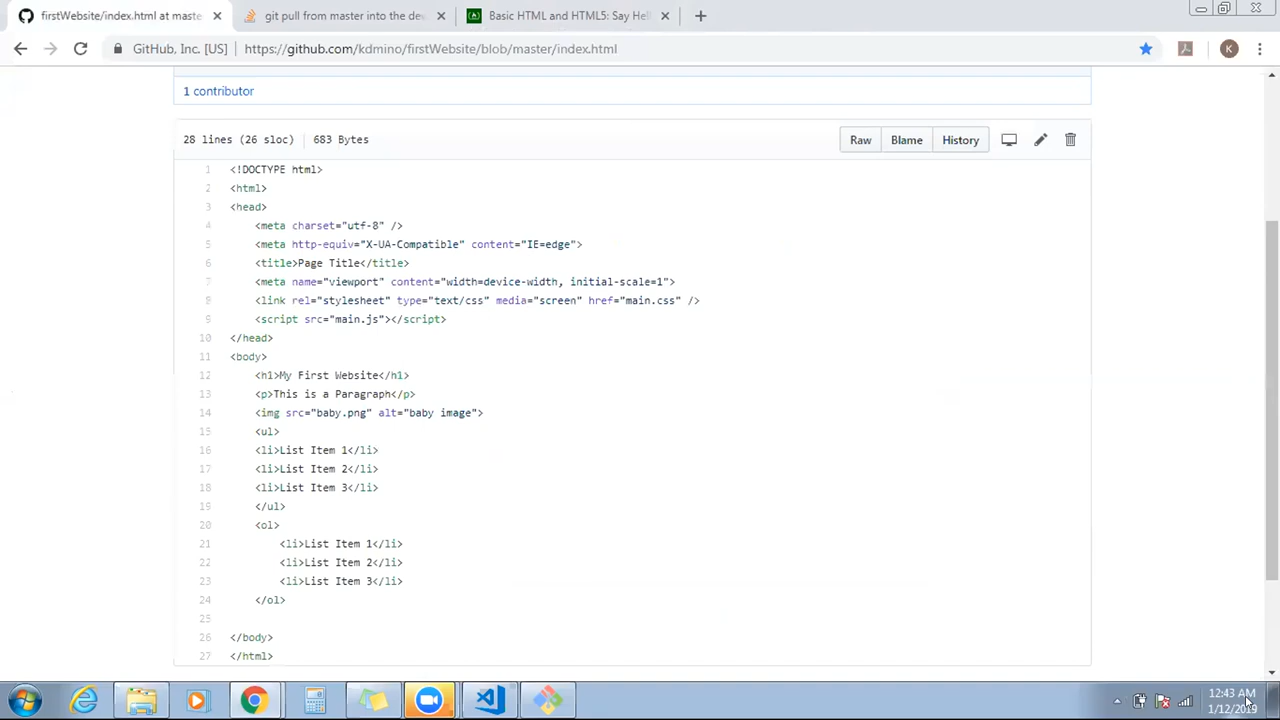 firstWebsite/index.html at maste
git pull from master into the de
Basic HTML and HTML5: Say Hel
GitHub, Inc. [US]
https://github.com/kdmino/firstWebsite/blob/master/index.html
K
1 contributor
28 lines (26 sloc)
683 Bytes
Raw
Blame
History
1 <!DOCTYPE html>
2 <html>
3 <head>
4 <meta charset="utf-8" />
5 <meta http-equiv="X-UA-Compatible" content="IE=edge">
6 <title>Page Title</title>
7 <meta name="viewport" content="width=device-width, initial-scale=1">
8 <link rel="stylesheet" type="text/css" media="screen" href="main.css" />
9 <script src="main.js"></script>
10 </head>
11 <body>
12 <h1>My First Website</h1>
13 <p>This is a Paragraph</p>
14 <img src="baby.png" alt="baby image">
15 <ul>
16 <li>List Item 1</li>
17 <li>List Item 2</li>
18 <li>List Item 3</li>
19 </ul>
20 <ol>
21 <li>List Item 1</li>
22 <li>List Item 2</li>
23 <li>List Item 3</li>
24 </ol>
25
26 </body>
27 </html>
12:43 AM
1/12/2019